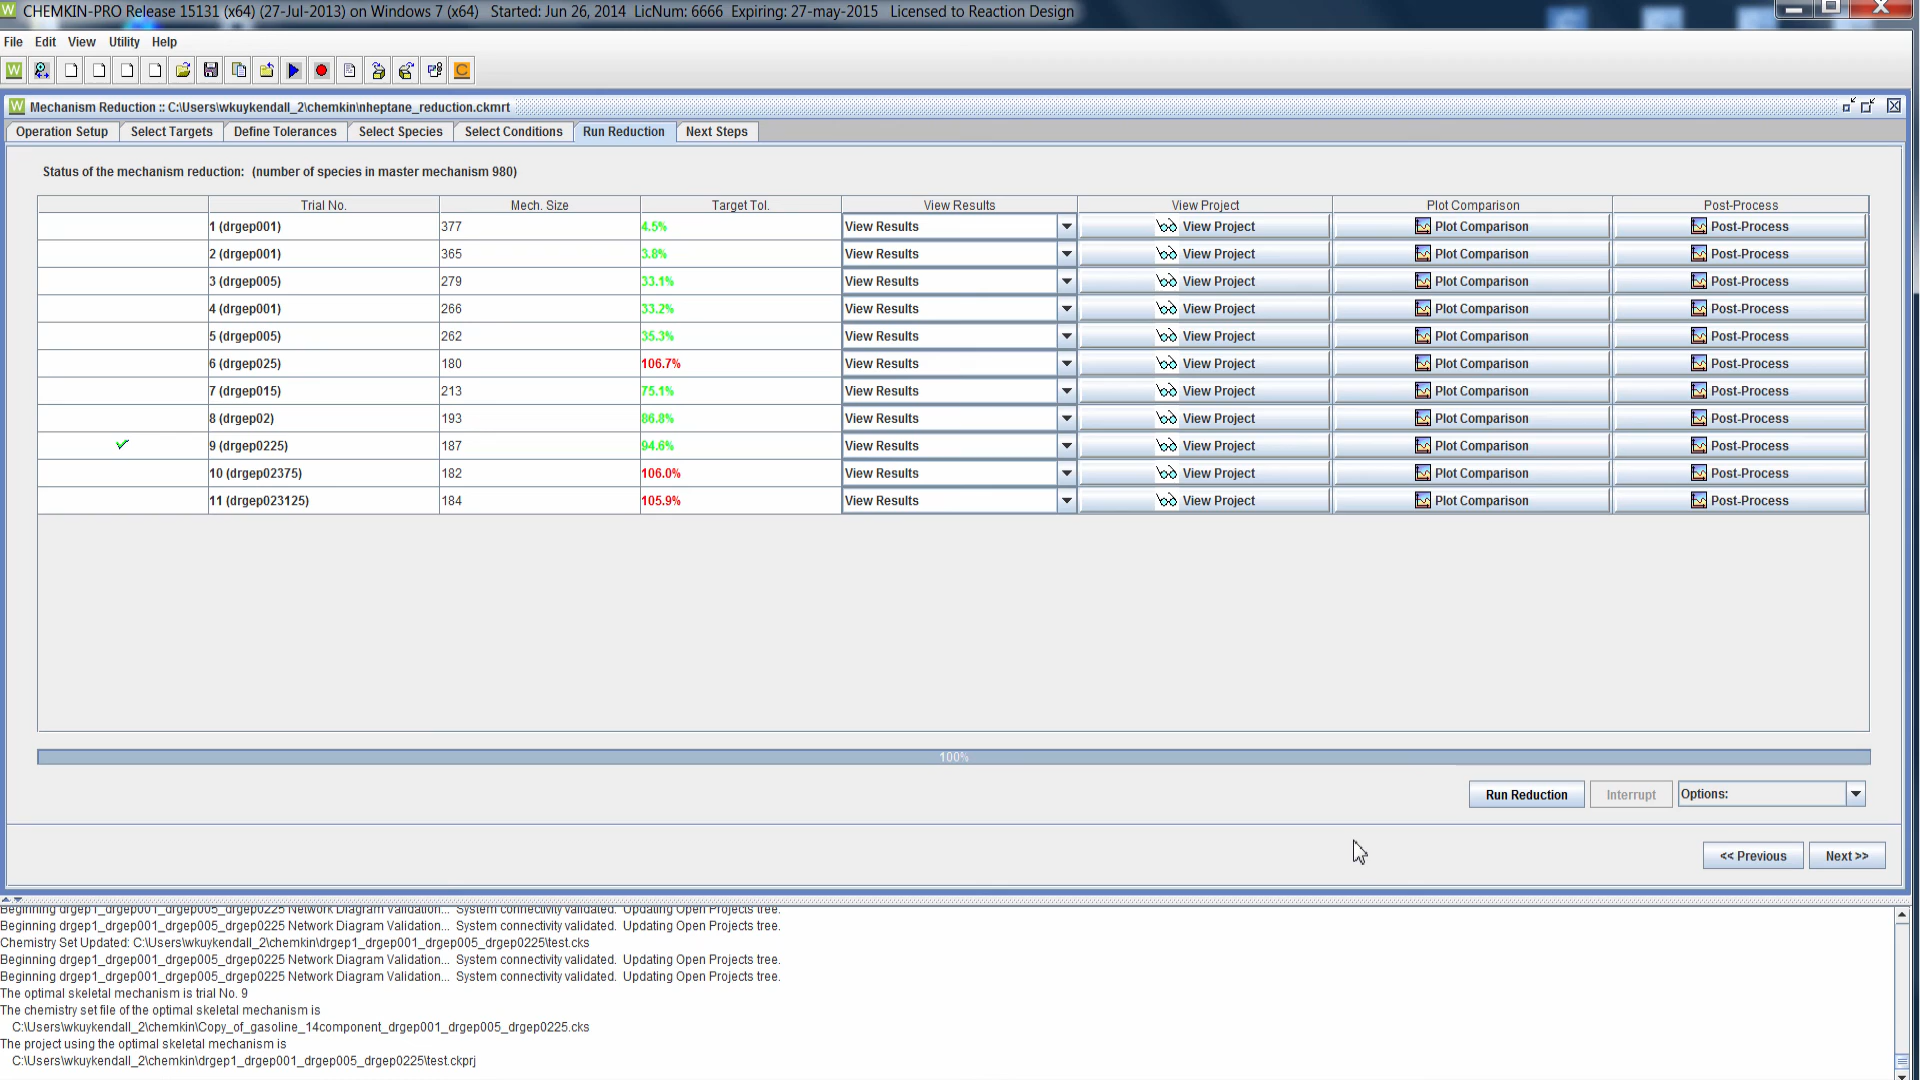 CHEMKIN-PRO Release 15131 (x64) (27-Jul-2013) on Windows 7 (x64) Started: Jun 26, 2014 LicNum: 6666 Expiring: 27-may-2015 Licensed to Reaction Design
File Edit View Utility Help
Mechanism Reduction :: C:\Users\wkuykendall_2\chemkin\nheptane_reduction.ckmrt
Operation Setup Select Targets Define Tolerances Select Species Select Conditions Run Reduction Next Steps
Status of the mechanism reduction: (number of species in master mechanism 980)
Trial No. Mech. Size Target Tol. View Results View Project Plot Comparison Post-Process
1 (drgep001) 377 4.5% View Results View Project Plot Comparison Post-Process
2 (drgep001) 365 3.8% View Results View Project Plot Comparison Post-Process
3 (drgep005) 279 33.1% View Results View Project Plot Comparison Post-Process
4 (drgep001) 266 33.2% View Results View Project Plot Comparison Post-Process
5 (drgep005) 262 35.3% View Results View Project Plot Comparison Post-Process
6 (drgep025) 180 106.7% View Results View Project Plot Comparison Post-Process
7 (drgep015) 213 75.1% View Results View Project Plot Comparison Post-Process
8 (drgep02) 193 86.8% View Results View Project Plot Comparison Post-Process
9 (drgep0225) 187 94.6% View Results View Project Plot Comparison Post-Process
10 (drgep02375) 182 106.0% View Results View Project Plot Comparison Post-Process
11 (drgep023125) 184 105.9% View Results View Project Plot Comparison Post-Process
100%
Run Reduction Interrupt Options:
<< Previous Next >>
Beginning drgep1_drgep001_drgep005_drgep0225 Network Diagram Validation... System connectivity validated. Updating Open Projects tree.
Beginning drgep1_drgep001_drgep005_drgep0225 Network Diagram Validation... System connectivity validated. Updating Open Projects tree.
Chemistry Set Updated: C:\Users\wkuykendall_2\chemkin\drgep1_drgep001_drgep005_drgep0225\test.cks
Beginning drgep1_drgep001_drgep005_drgep0225 Network Diagram Validation... System connectivity validated. Updating Open Projects tree.
Beginning drgep1_drgep001_drgep005_drgep0225 Network Diagram Validation... System connectivity validated. Updating Open Projects tree.
The optimal skeletal mechanism is trial No. 9
The chemistry set file of the optimal skeletal mechanism is
C:\Users\wkuykendall_2\chemkin\Copy_of_gasoline_14component_drgep001_drgep005_drgep0225.cks
The project using the optimal skeletal mechanism is
C:\Users\wkuykendall_2\chemkin\drgep1_drgep001_drgep005_drgep0225\test.ckprj